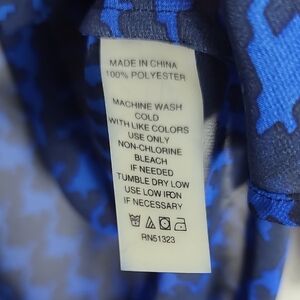 MADE IN CHINA
100% POLYESTER
MACHINE WASH
COLD
WITH LIKE COLORS
USE ONLY
NON-CHLORINE
BLEACH
IF NEEDED
TUMBLE DRY LOW
USE LOW IRON
IF NECESSARY
RN51323